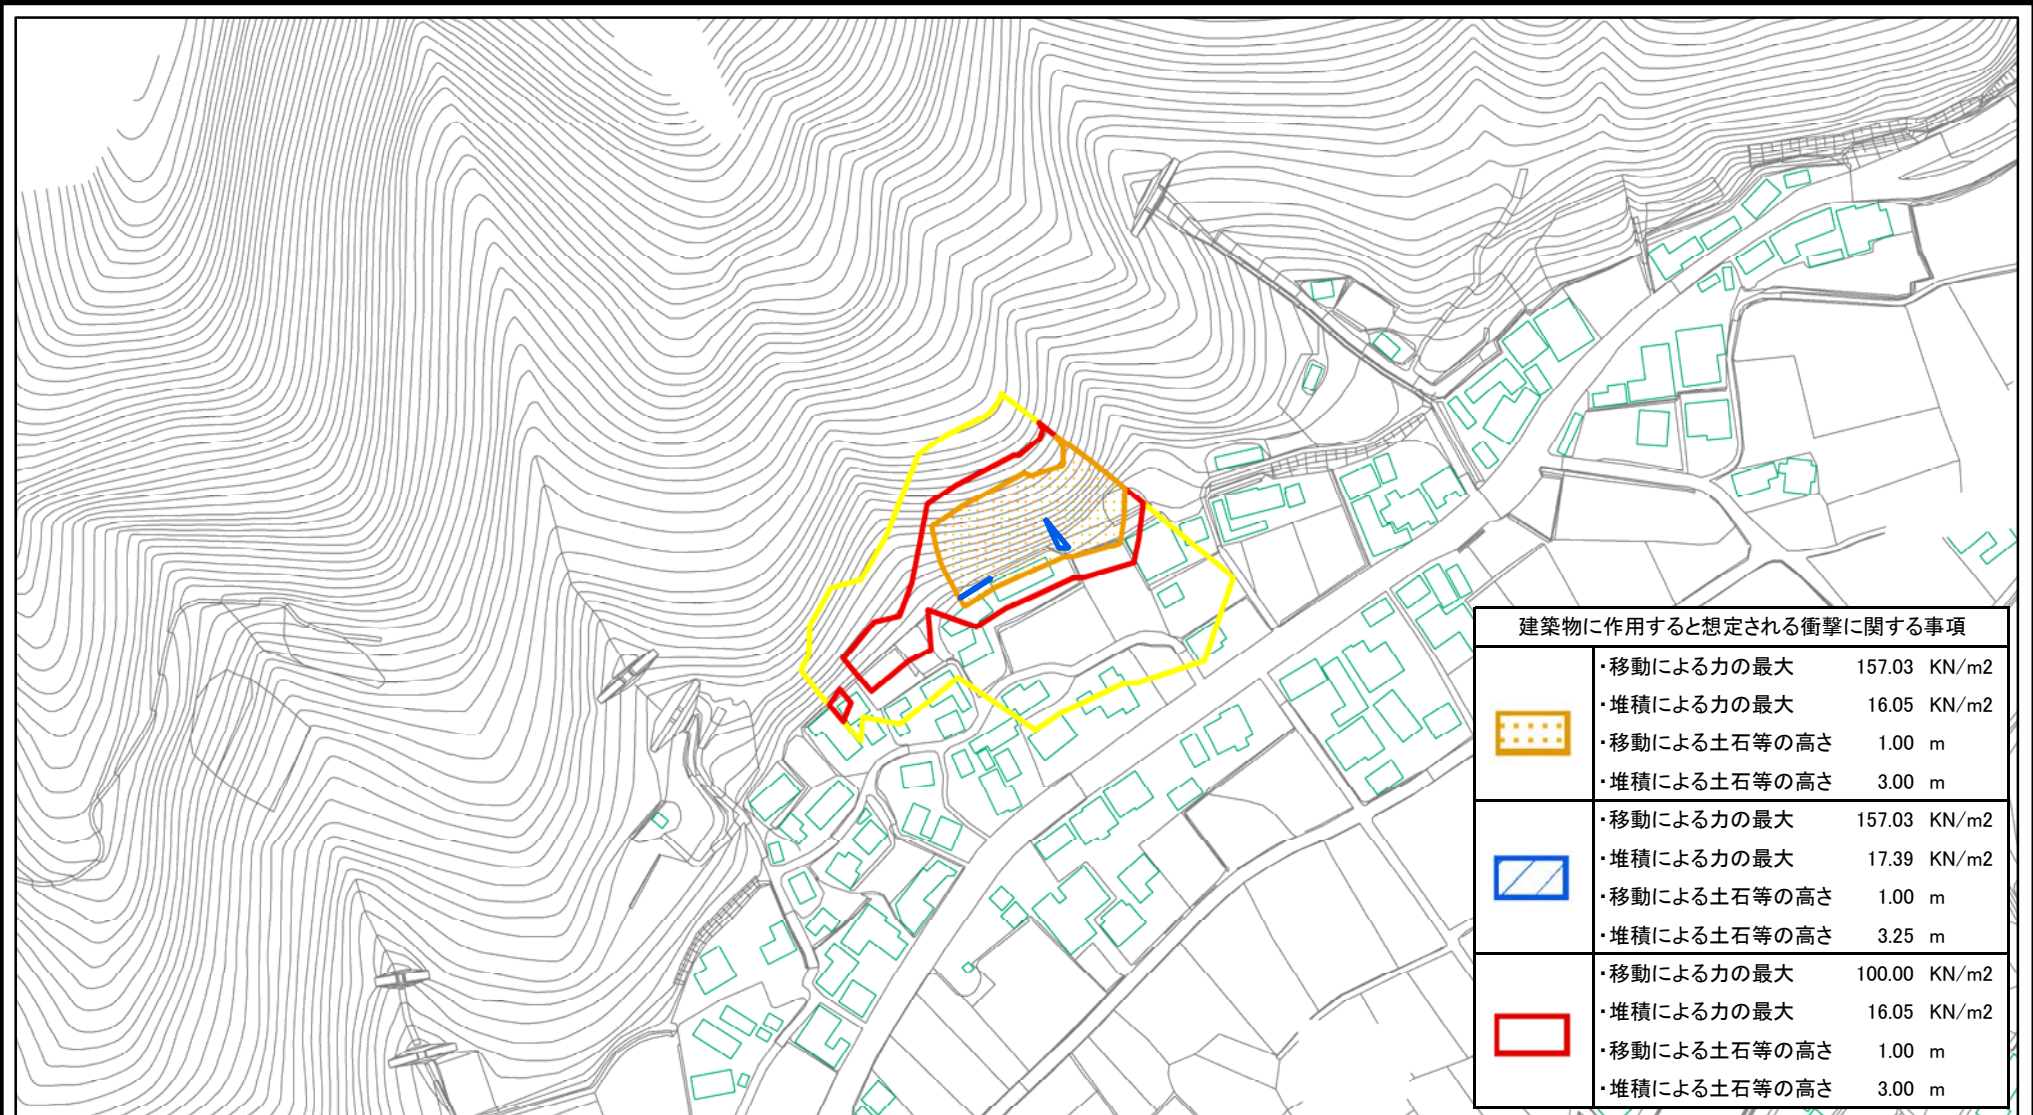 建築物に作用すると想定される衝撃に関する事項
・移動による力の最大 157.03 KN/m2
・堆積による力の最大 16.05 KN/m2
・移動による土石等の高さ 1.00 m
・堆積による土石等の高さ 3.00 m
・移動による力の最大 157.03 KN/m2
・堆積による力の最大 17.39 KN/m2
・移動による土石等の高さ 1.00 m
・堆積による土石等の高さ 3.25 m
・移動による力の最大 100.00 KN/m2
・堆積による力の最大 16.05 KN/m2
・移動による土石等の高さ 1.00 m
・堆積による土石等の高さ 3.00 m